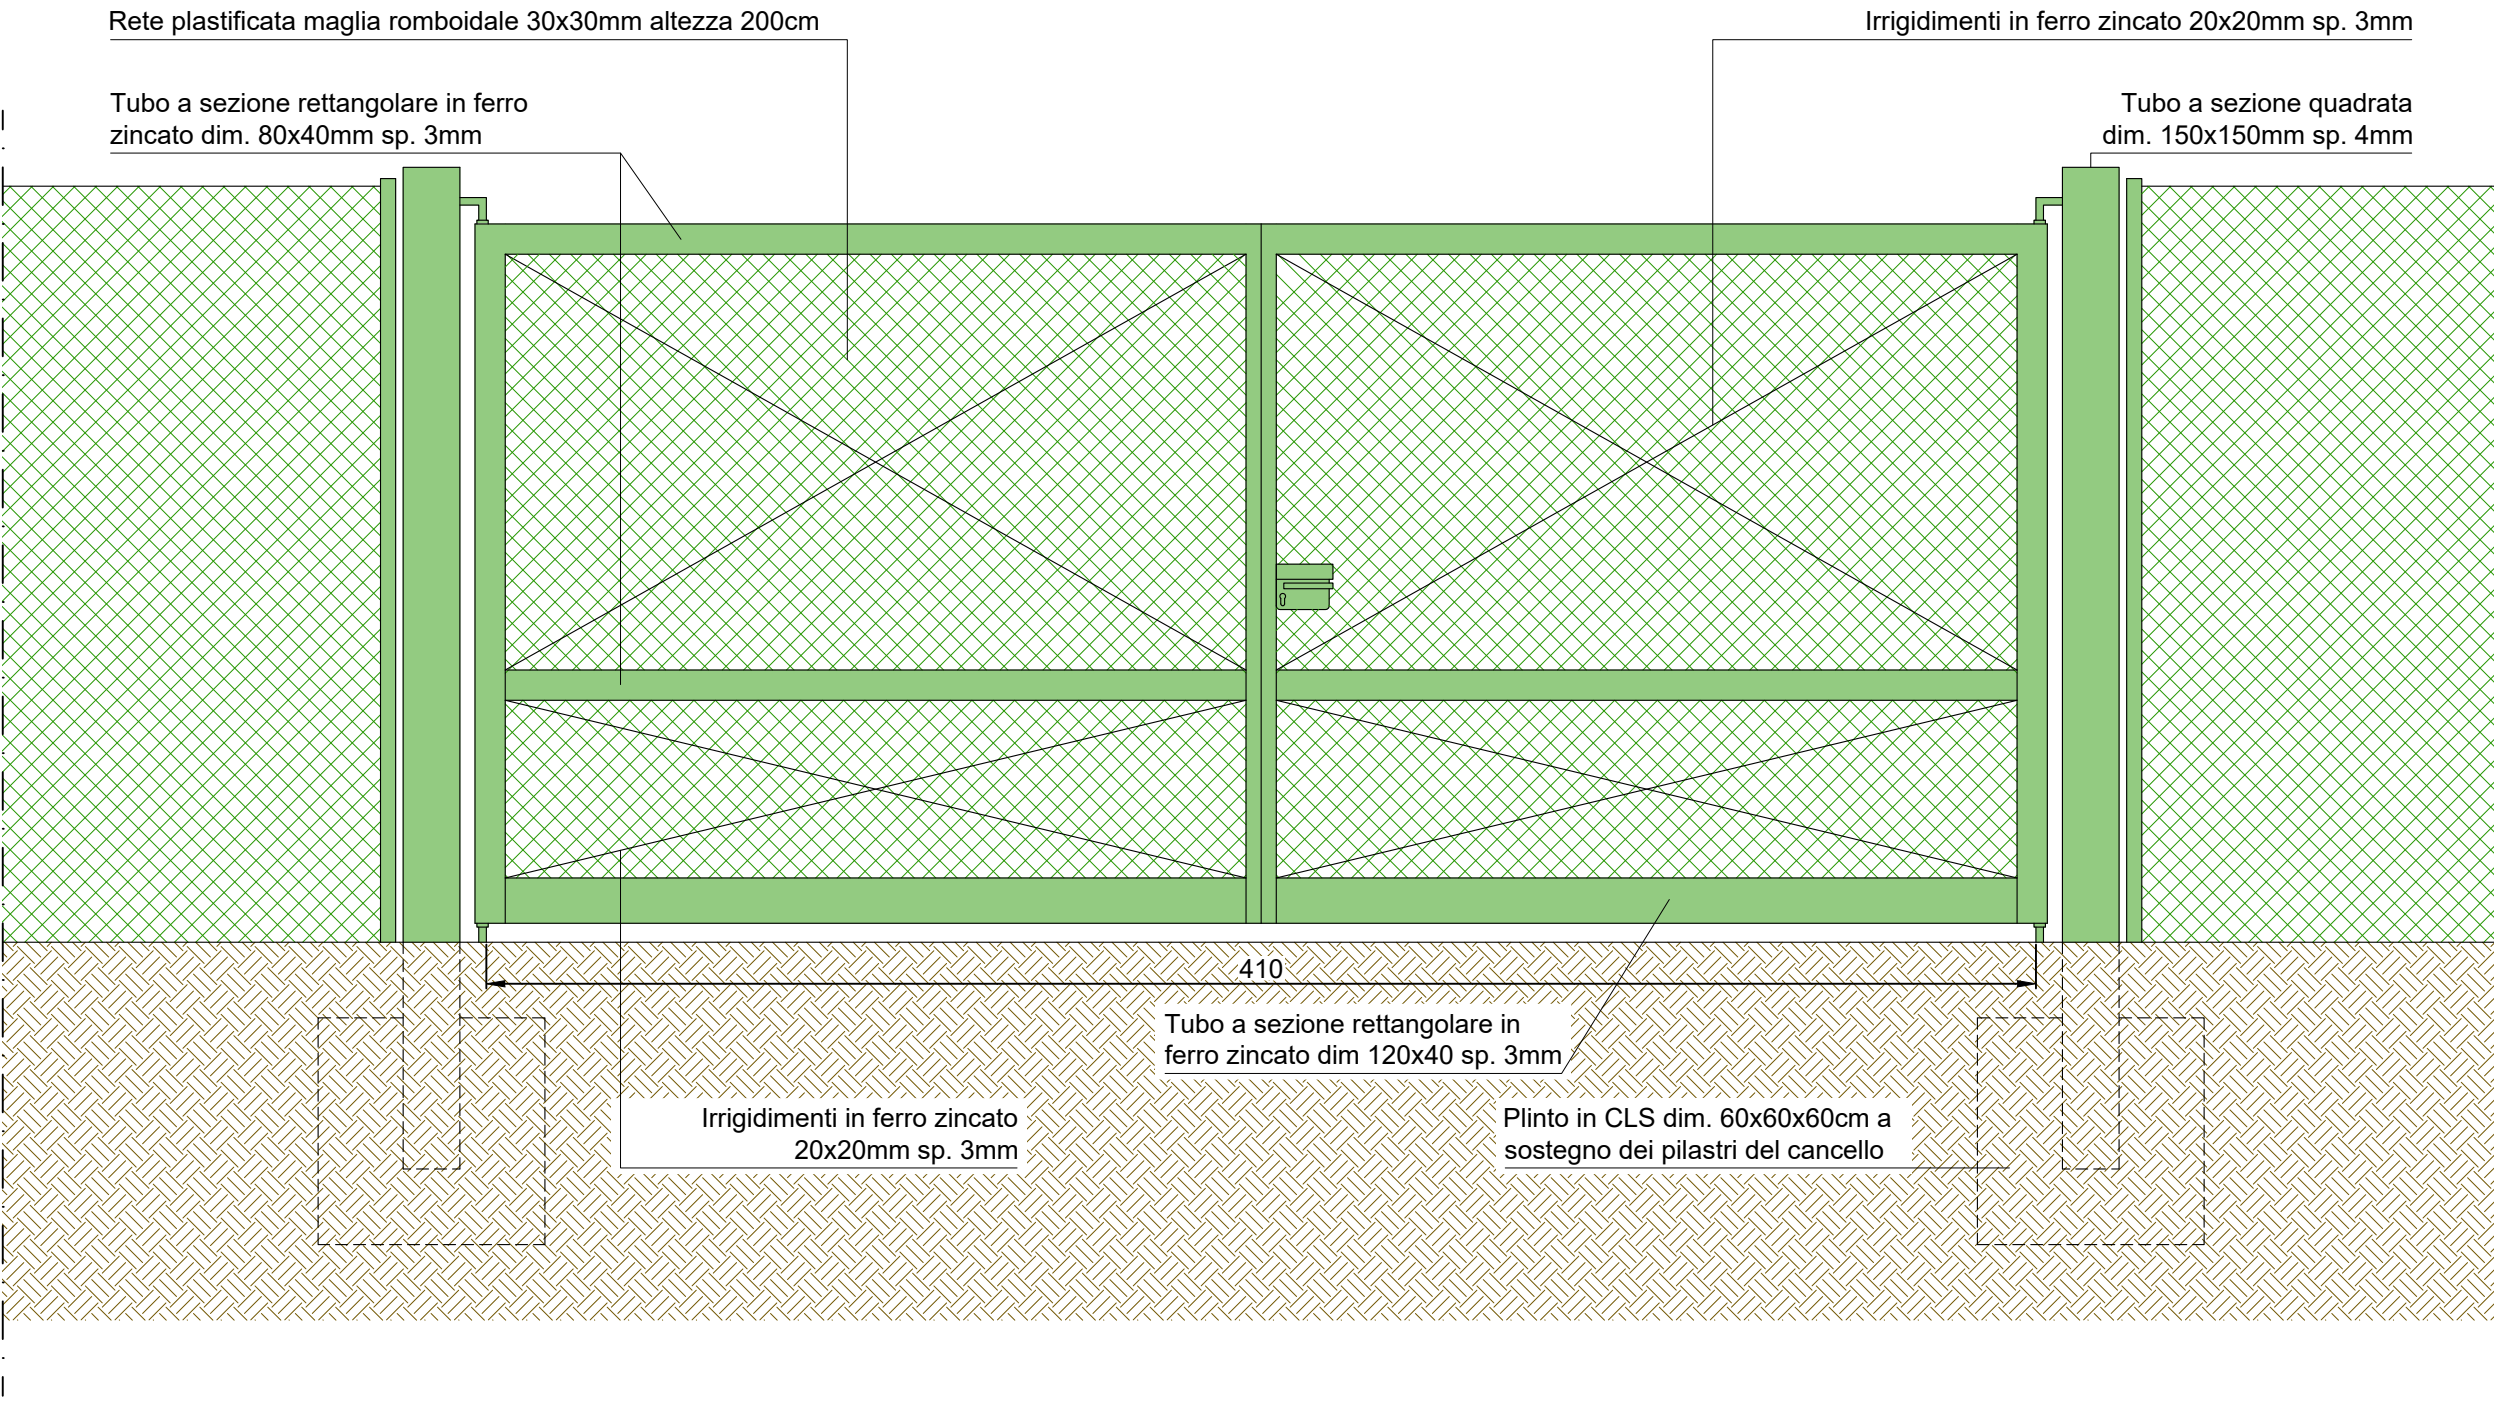 Rete plastificata maglia romboidale 30x30mm altezza 200cm
Irrigidimenti in ferro zincato 20x20mm sp. 3mm
Tubo a sezione rettangolare in ferro
zincato dim. 80x40mm sp. 3mm
Tubo a sezione quadrata
dim. 150x150mm sp. 4mm
410
Tubo a sezione rettangolare in
ferro zincato dim 120x40 sp. 3mm
Irrigidimenti in ferro zincato
20x20mm sp. 3mm
Plinto in CLS dim. 60x60x60cm a
sostegno dei pilastri del cancello